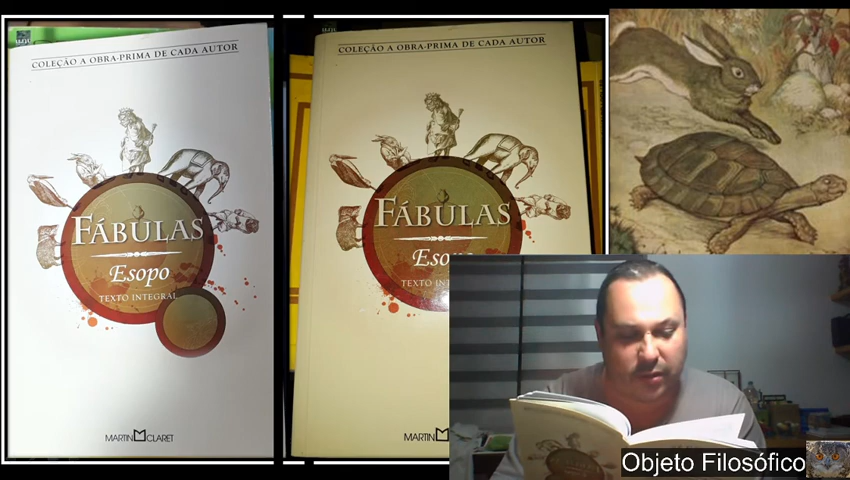 COLEÇÃO A OBRA-PRIMA DE CADA AUTOR
FÁBULAS
Esopo
TEXTO INTEGRAL
MARTIN CLARET
COLEÇÃO A OBRA-PRIMA DE CADA AUTOR
FÁBULAS
MARTIN
Objeto Filosófico